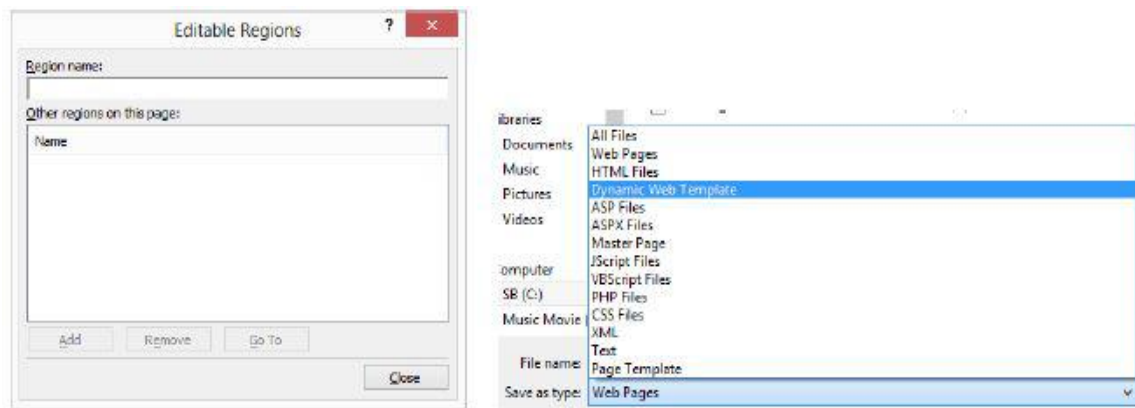 Editable Regions
?
Region name:
Other regions on this page:
Name
Add Remove Go To
Close
ibraries
Documents
Music
Pictures
Videos
omputer
SB (C:)
Music Movie
All Files
Web Pages
HTML Files
Dynamic Web Template
ASP Files
ASPX Files
Master Page
JScript Files
VBScript Files
PHP Files
CSS Files
XML
Text
Page Template
File name:
Save as type: Web Pages